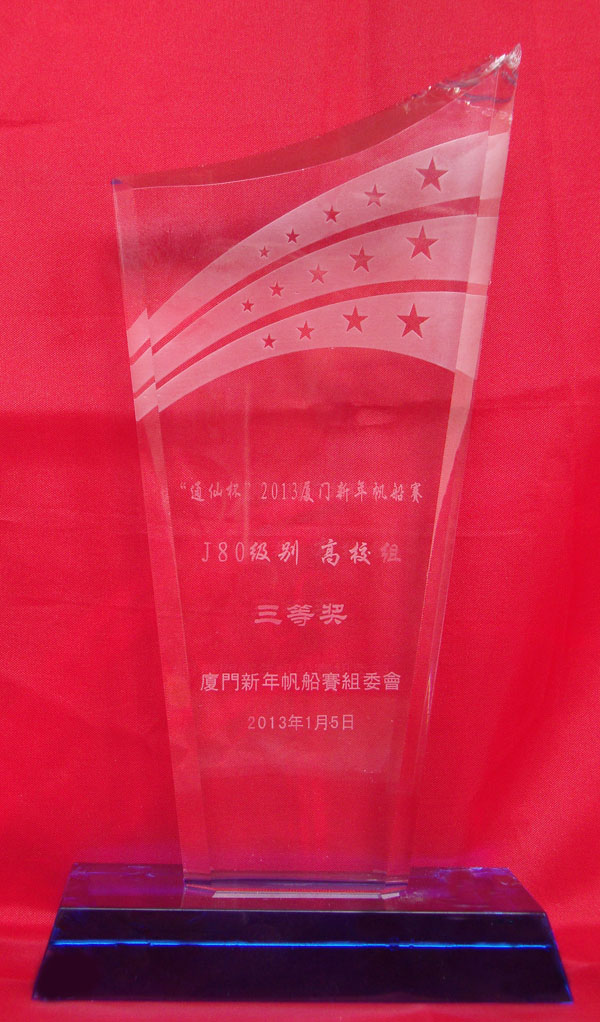 “通仙杯”2013厦门新年帆船赛
J80级别 高校组
三等奖
廈門新年帆船賽組委會
2013年1月5日